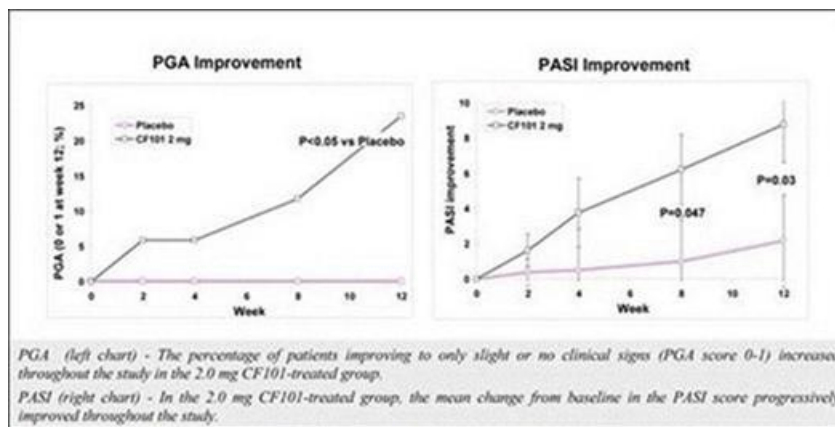 PGA Improvement
PGA (0 or 1 at week 12; %)
25
20
15
10
5
0
Placebo
CF101 2 mg
P<0.05 vs Placebo
0 2 4 6 8 10 12
Week
PASI Improvement
PASI improvement
10
8
6
4
2
0
Placebo
CF101 2 mg
P=0.047
P=0.03
0 2 4 6 8 10 12
Week
PGA (left chart) - The percentage of patients improving to only slight or no clinical signs (PGA score 0-1) increase
throughout the study in the 2.0 mg CF101-treated group.
PASI (right chart) - In the 2.0 mg CF101-treated group, the mean change from baseline in the PASI score progressively
improved throughout the study.